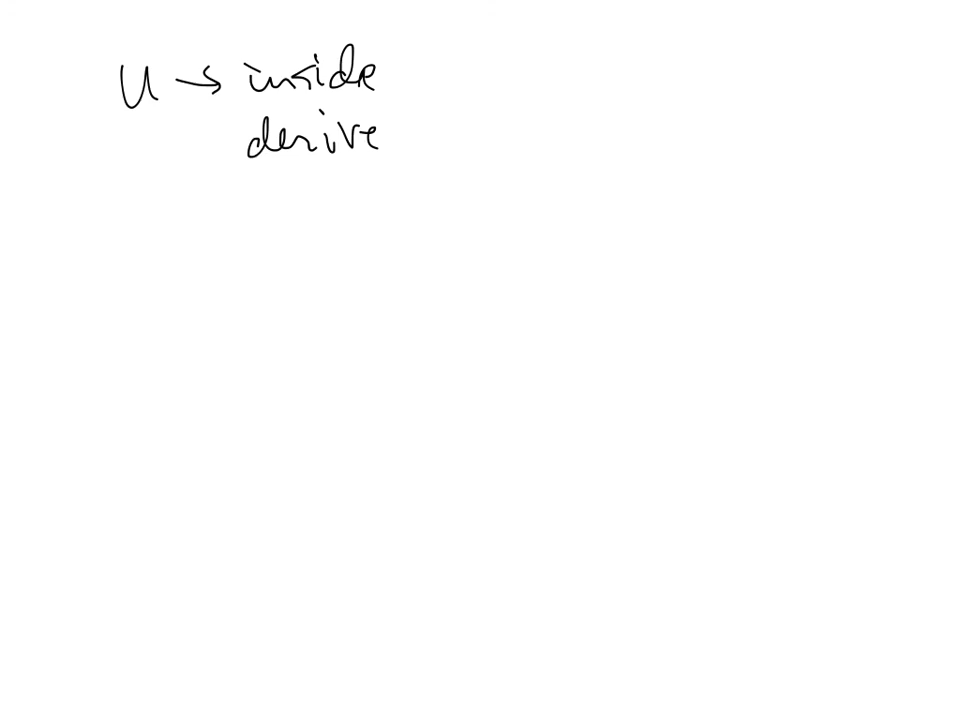 u → inside
derive